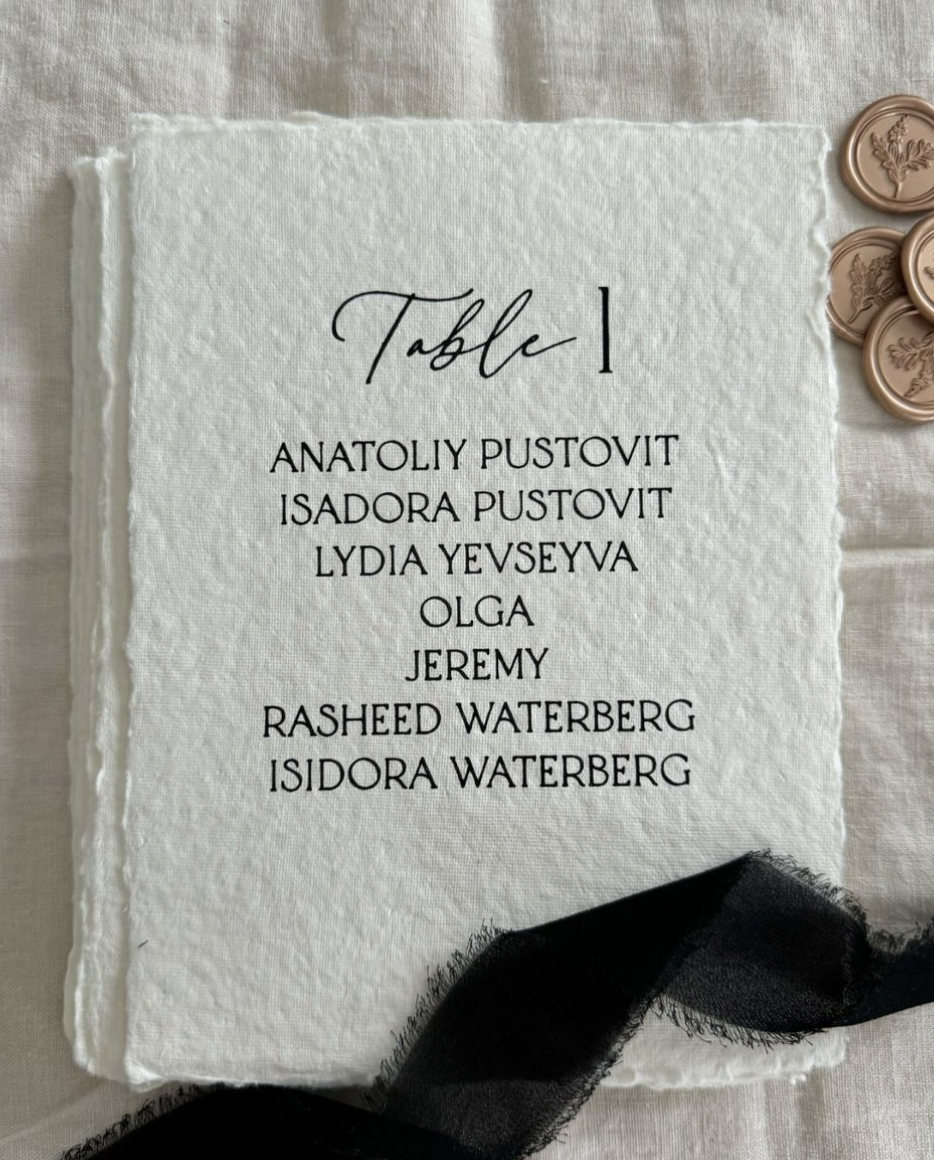 Table 1
ANATOLIY PUSTOVIT
ISADORA PUSTOVIT
LYDIA YEVSEYVA
OLGA
JEREMY
RASHEED WATERBERG
ISIDORA WATERBERG